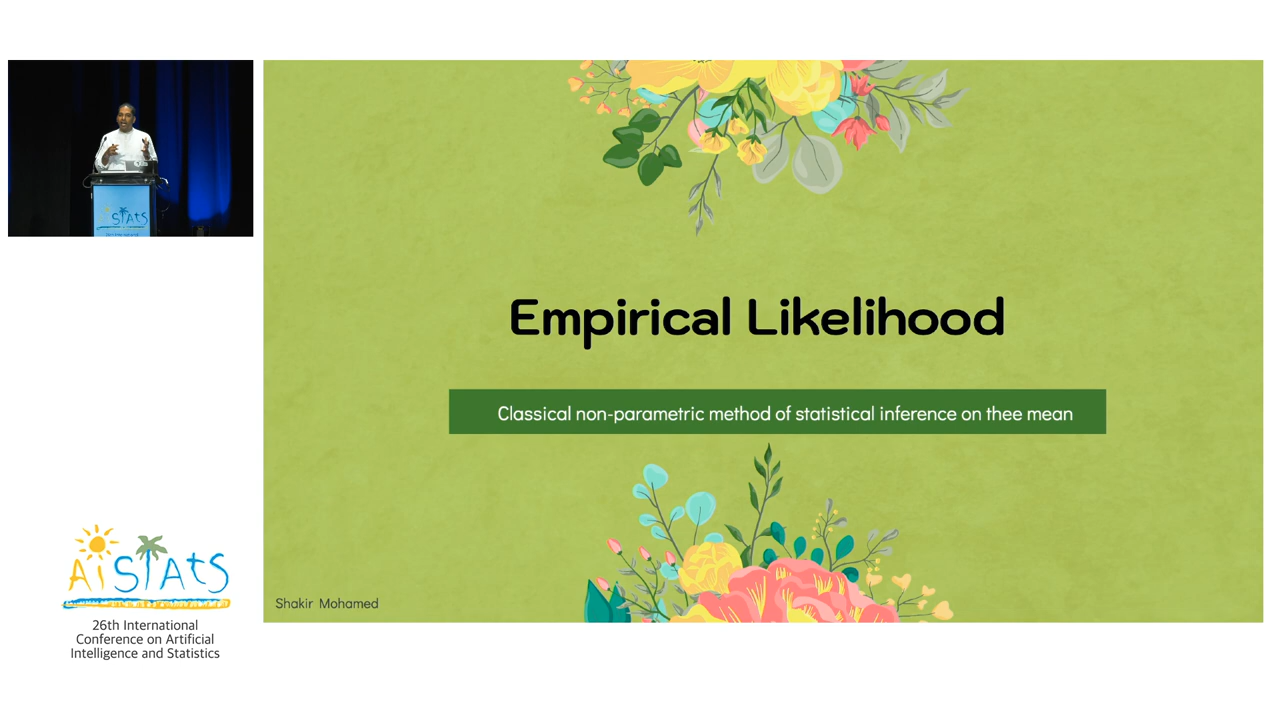 AISTATS
Empirical Likelihood
Classical non-parametric method of statistical inference on thee mean
Shakir Mohamed
AiStAtS
26th International
Conference on Artificial
Intelligence and Statistics